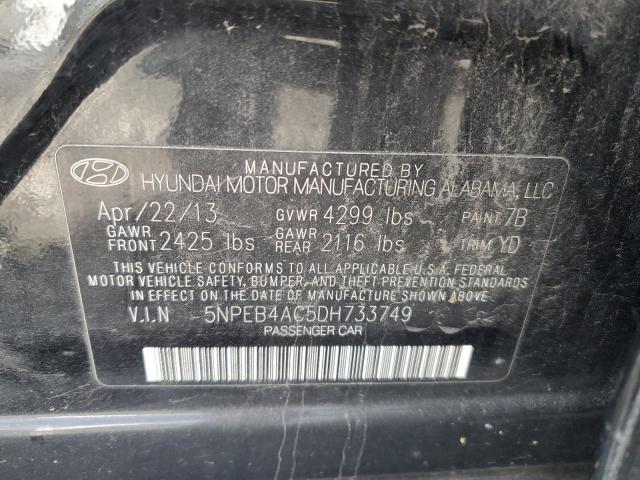 MANUFACTURED BY
HYUNDAI MOTOR MANUFACTURING ALABAMA, LLC
Apr/22/13 GVWR 4299 lbs PAINT 7B
GAWR FRONT 2425 lbs GAWR REAR 2116 lbs TRIM YD
THIS VEHICLE CONFORMS TO ALL APPLICABLE U.S.A. FEDERAL
MOTOR VEHICLE SAFETY, BUMPER, AND THEFT PREVENTION STANDARDS
IN EFFECT ON THE DATE OF MANUFACTURE SHOWN ABOVE.
V.I.N 5NPEB4AC5DH733749
PASSENGER CAR